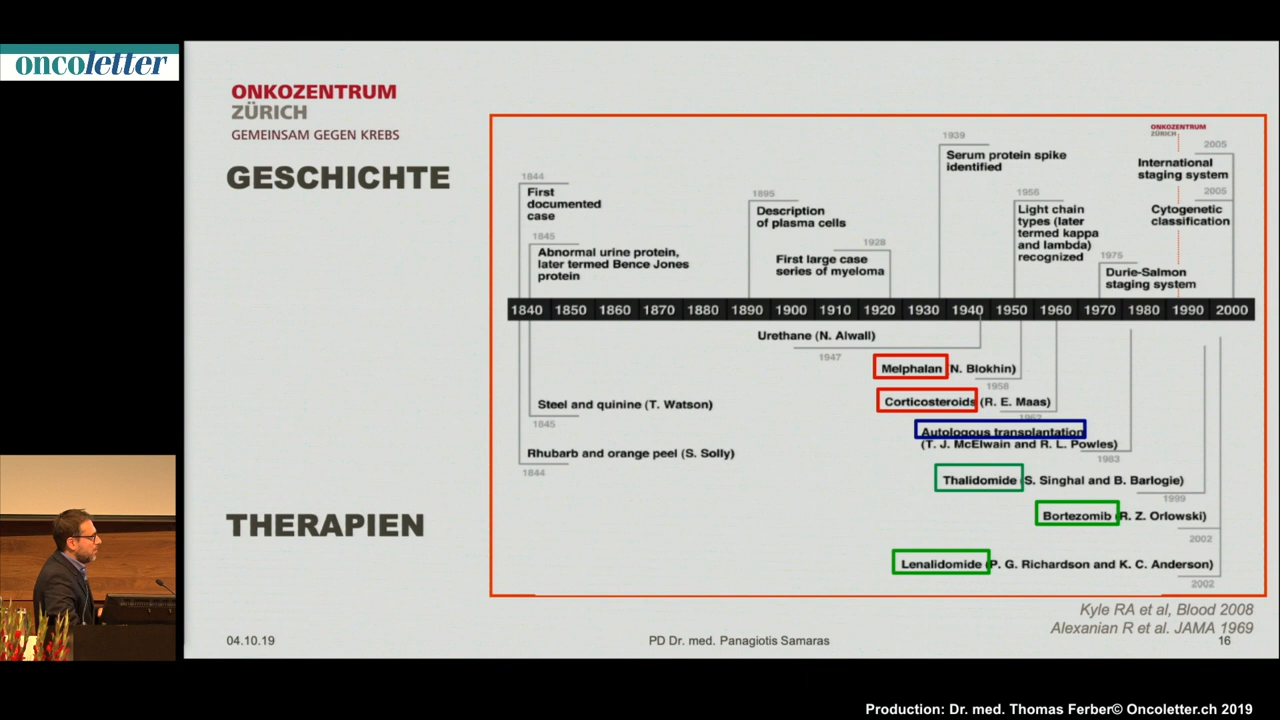 oncoletter
ONKOZENTRUM
ZÜRICH
GEMEINSAM GEGEN KREBS
GESCHICHTE
1844
First
documented
case
1845
Abnormal urine protein,
later termed Bence Jones
protein
1895
Description
of plasma cells
1928
First large case
series of myeloma
1939
Serum protein spike
identified
1956
Light chain
types (later
termed kappa
and lambda)
recognized
1975
Durie-Salmon
staging system
ONKOZENTRUM
ZÜRICH
2005
International
staging system
2005
Cytogenetic
classification
1840 1850 1860 1870 1880 1890 1900 1910 1920 1930 1940 1950 1960 1970 1980 1990 2000
Urethane (N. Alwall)
1947
Melphalan (N. Blokhin)
1958
Corticosteroids (R. E. Maas)
1962
Steel and quinine (T. Watson)
1845
Autologous transplantation
(T. J. McElwain and R. L. Powles)
1983
Rhubarb and orange peel (S. Solly)
1844
Thalidomide (S. Singhal and B. Barlogie)
1999
Bortezomib (R. Z. Orlowski)
2002
Lenalidomide (P. G. Richardson and K. C. Anderson)
2002
THERAPIEN
Kyle RA et al, Blood 2008
Alexanian R et al. JAMA 1969
04.10.19
PD Dr. med. Panagiotis Samaras
16
Production: Dr. med. Thomas Ferber© Oncoletter.ch 2019